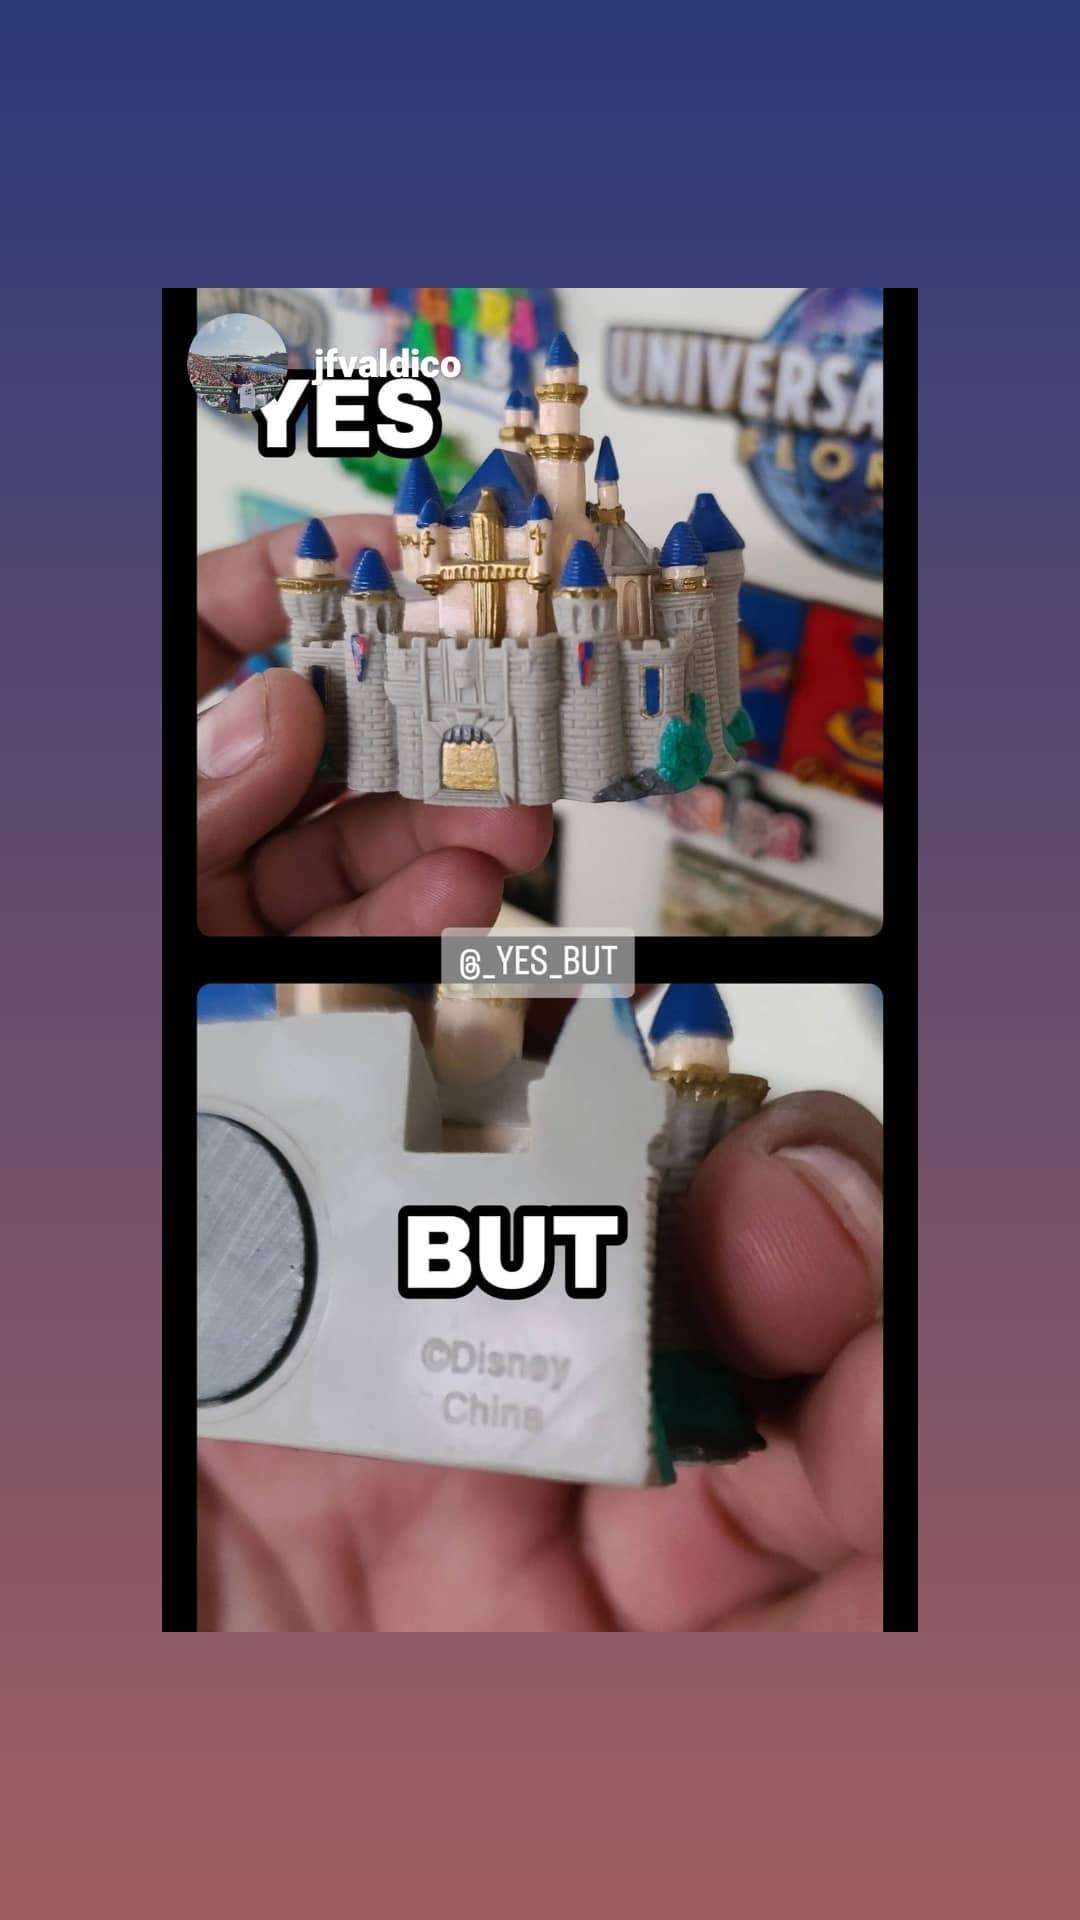 jfvaldico
YES
UNIVERSA
FLOR
@_YES_BUT
BUT
©Disney
China